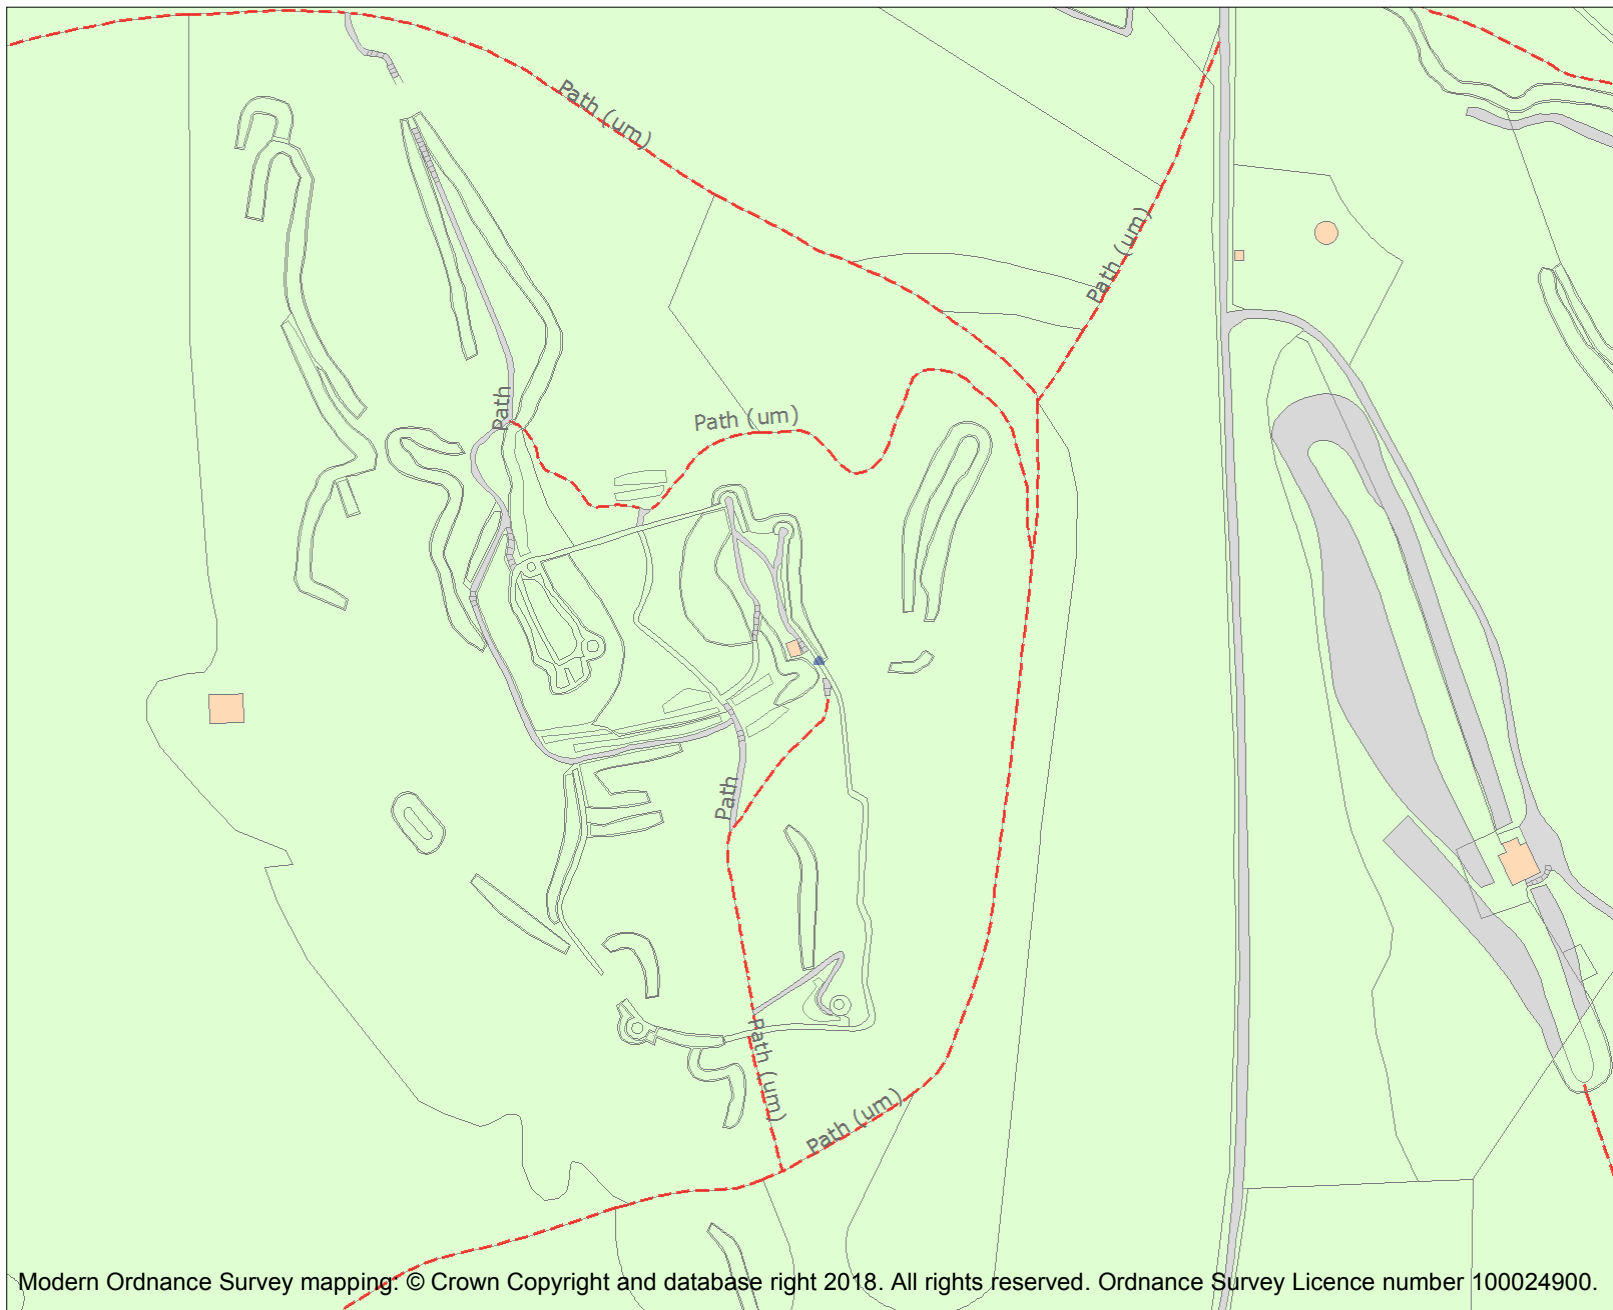 Path (um)
Path (um)
Path
Path (um)
Path
Path (um)
Path (um)
Modern Ordnance Survey mapping: © Crown Copyright and database right 2018. All rights reserved. Ordnance Survey Licence number 100024900.